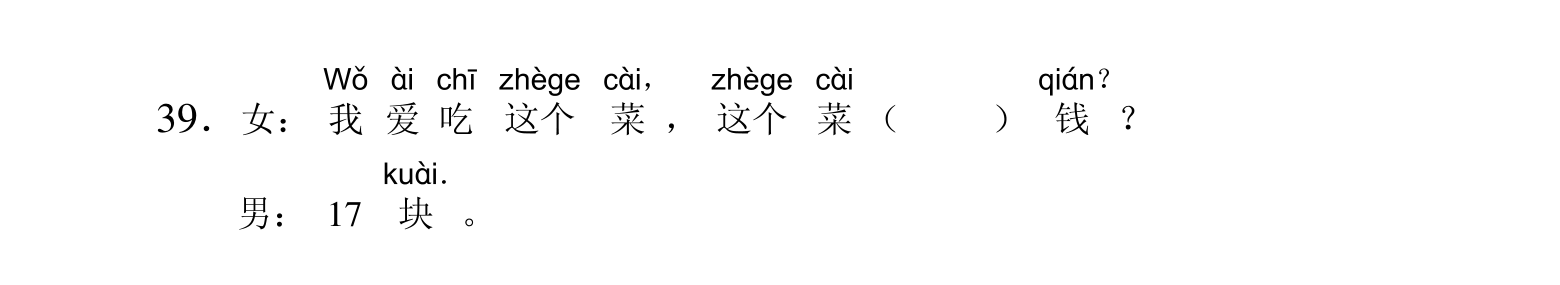 Wǒ ài chī zhège cài, zhège cài qián?
39. 女: 我 爱 吃 这个 菜 , 这个 菜 ( ) 钱 ?
kuài.
男: 17 块 。